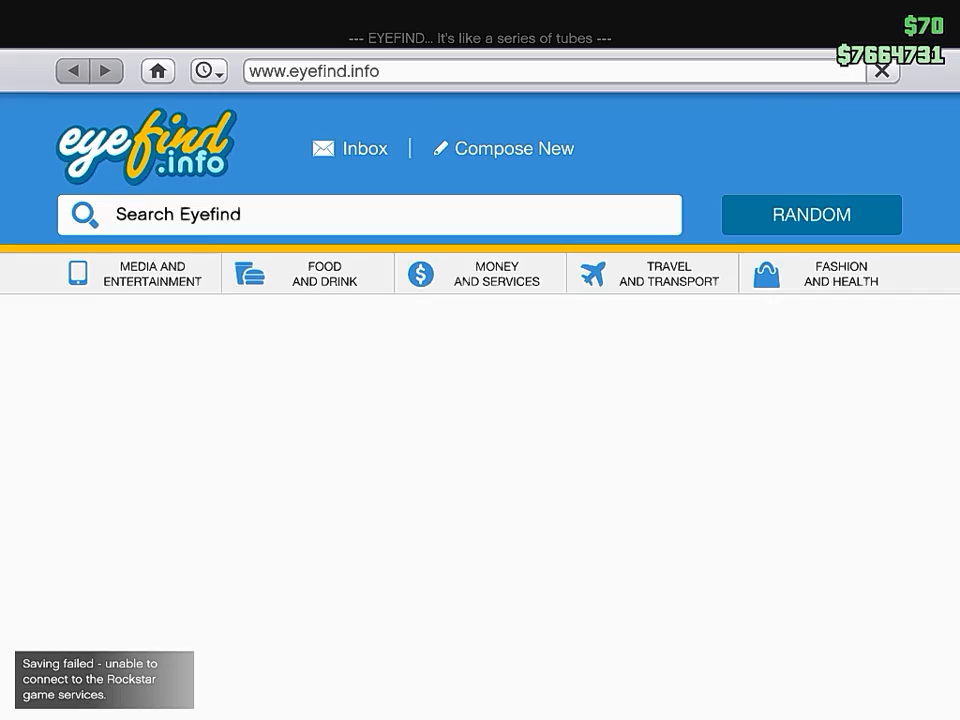 $70
--- EYEFIND... It's like a series of tubes ---
$7664731
www.eyefind.info
eyefind.info
Inbox | Compose New
Search Eyefind
RANDOM
MEDIA AND
ENTERTAINMENT
FOOD
AND DRINK
MONEY
AND SERVICES
TRAVEL
AND TRANSPORT
FASHION
AND HEALTH
Saving failed - unable to
connect to the Rockstar
game services.